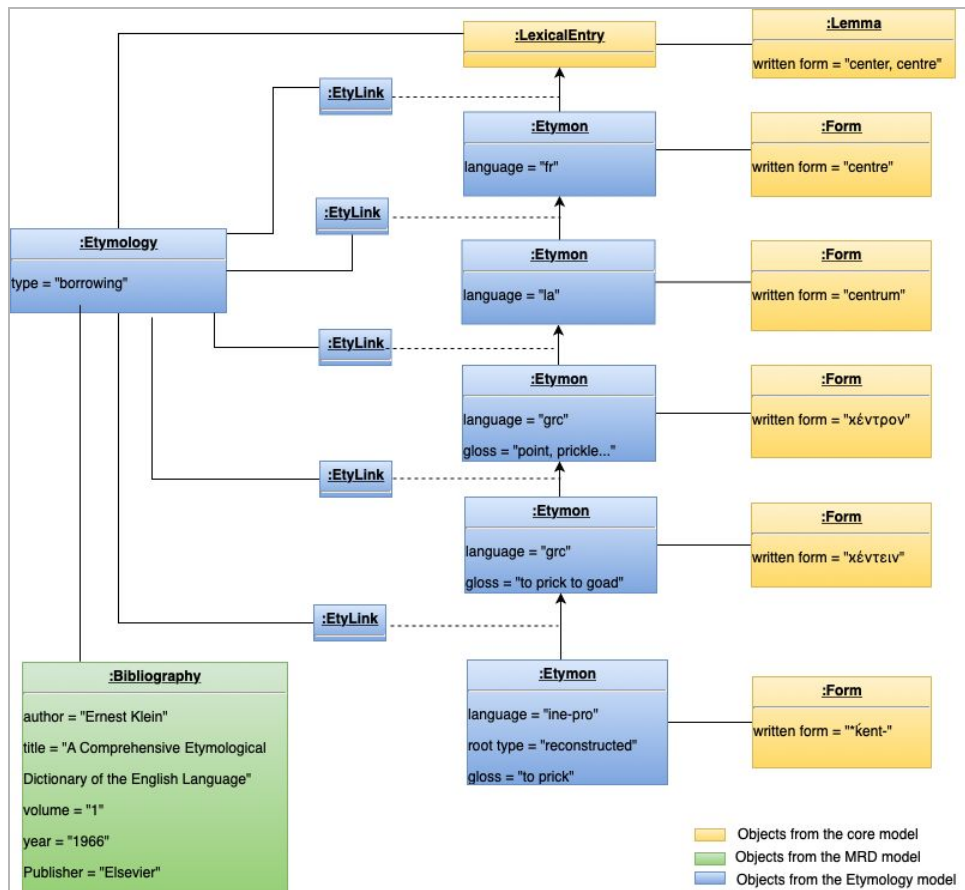 :LexicalEntry
:Lemma
written form = "center, centre"
:EtyLink
:Etymon
language = "fr"
:Form
written form = "centre"
:EtyLink
:Etymology
type = "borrowing"
:Etymon
language = "la"
:Form
written form = "centrum"
:EtyLink
:Etymon
language = "grc"
gloss = "point, prickle..."
:Form
written form = "κέντρον"
:EtyLink
:Etymon
language = "grc"
gloss = "to prick to goad"
:Form
written form = "κέντειν"
:EtyLink
:Etymon
language = "ine-pro"
root type = "reconstructed"
gloss = "to prick"
:Form
written form = "*ḱent-"
:Bibliography
author = "Ernest Klein"
title = "A Comprehensive Etymological
Dictionary of the English Language"
volume = "1"
year = "1966"
Publisher = "Elsevier"
Objects from the core model
Objects from the MRD model
Objects from the Etymology model